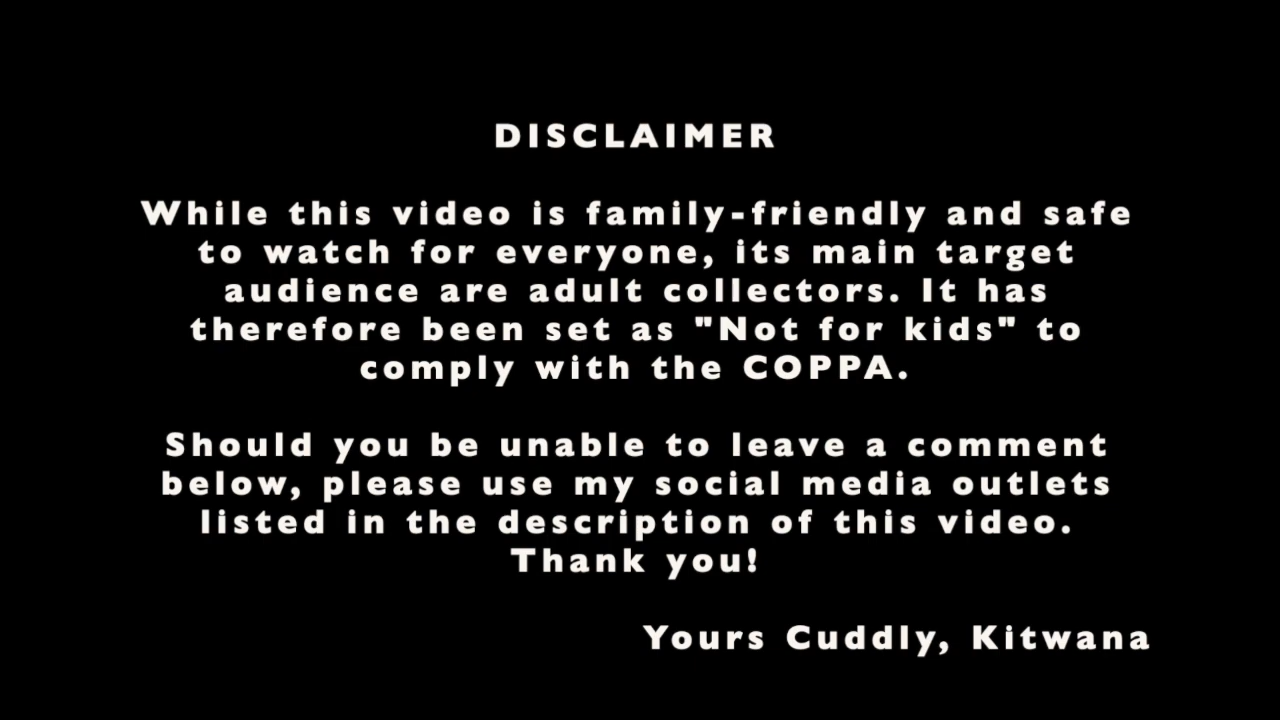 DISCLAIMER
While this video is family-friendly and safe
to watch for everyone, its main target
audience are adult collectors. It has
therefore been set as "Not for kids" to
comply with the COPPA.
Should you be unable to leave a comment
below, please use my social media outlets
listed in the description of this video.
Thank you!
Yours Cuddly, Kitwana